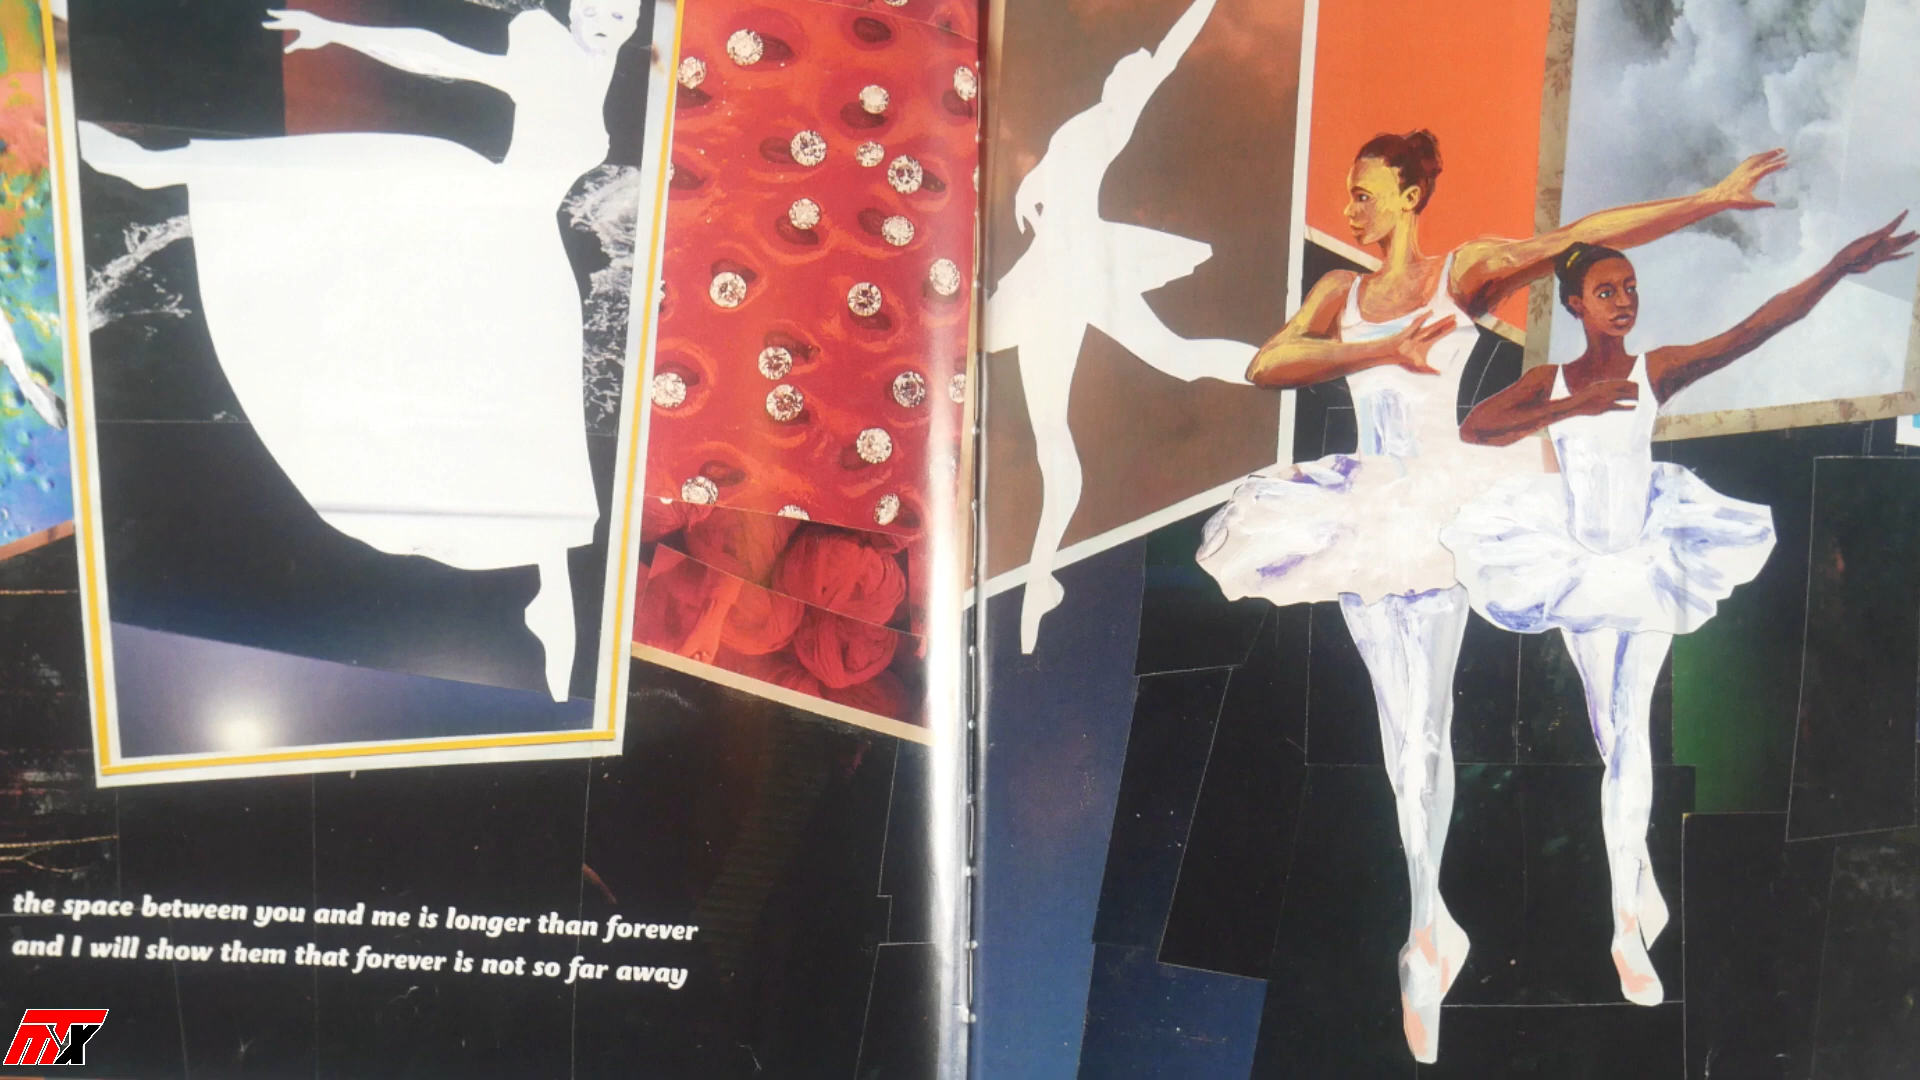 the space between you and me is longer than forever
and I will show them that forever is not so far away
MYX